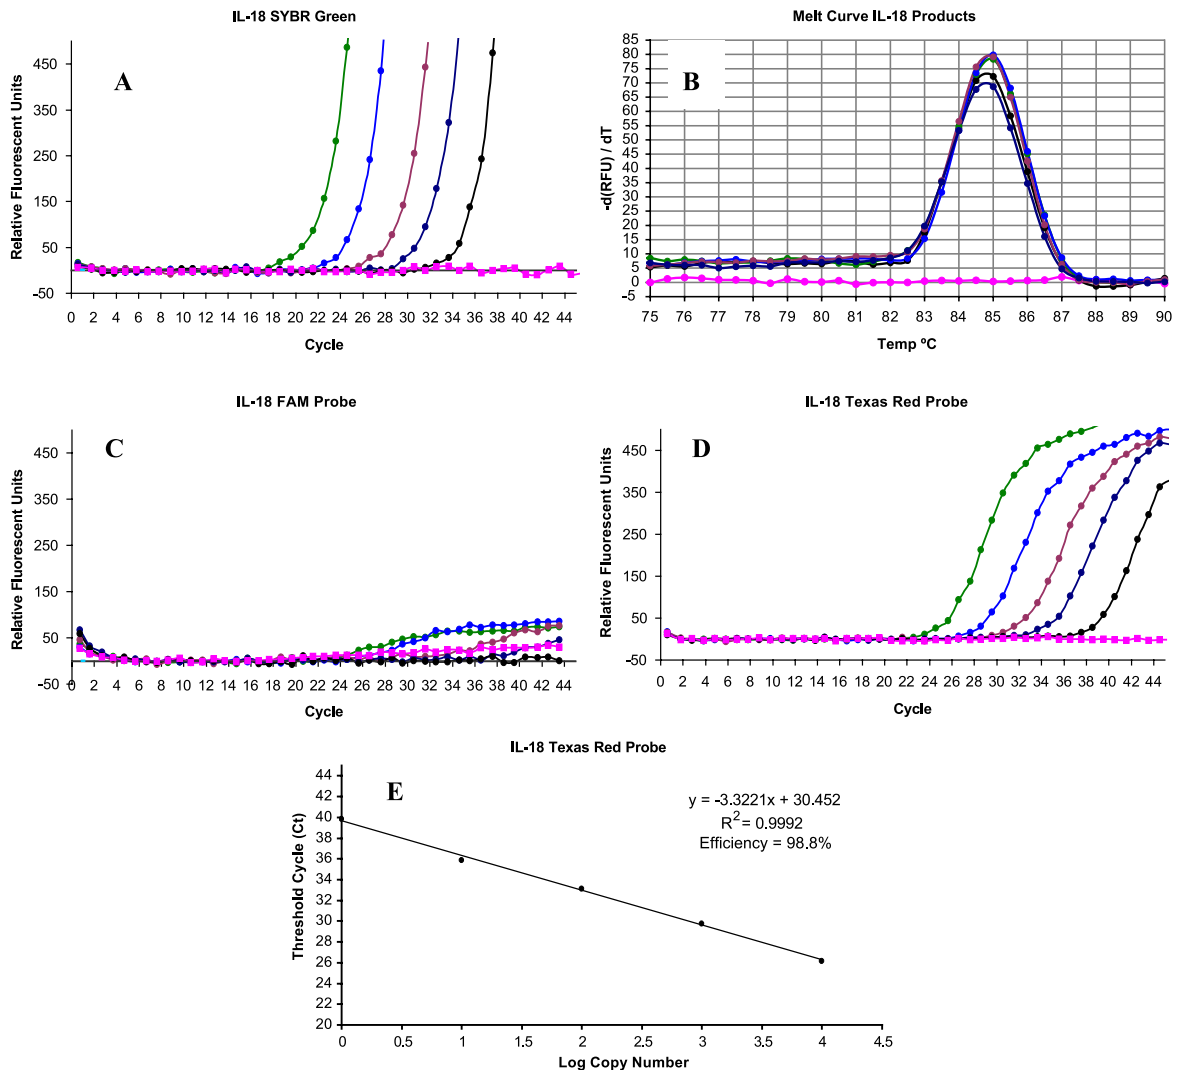 IL-18 SYBR Green
A
Relative Fluorescent Units
450
350
250
150
50
-50
0 2 4 6 8 10 12 14 16 18 20 22 24 26 28 30 32 34 36 38 40 42 44
Cycle
Melt Curve IL-18 Products
B
-d(RFU) / dT
85
80
75
70
65
60
55
50
45
40
35
30
25
20
15
10
5
0
-5
75 76 77 78 79 80 81 82 83 84 85 86 87 88 89 90
Temp ºC
IL-18 FAM Probe
C
Relative Fluorescent Units
450
350
250
150
50
-50
0 2 4 6 8 10 12 14 16 18 20 22 24 26 28 30 32 34 36 38 40 42 44
Cycle
IL-18 Texas Red Probe
D
Relative Fluorescent Units
450
350
250
150
50
-50
0 2 4 6 8 10 12 14 16 18 20 22 24 26 28 30 32 34 36 38 40 42 44
Cycle
IL-18 Texas Red Probe
E
y = -3.3221x + 30.452
R² = 0.9992
Efficiency = 98.8%
Threshold Cycle (Ct)
44
42
40
38
36
34
32
30
28
26
24
22
20
0 0.5 1 1.5 2 2.5 3 3.5 4 4.5
Log Copy Number